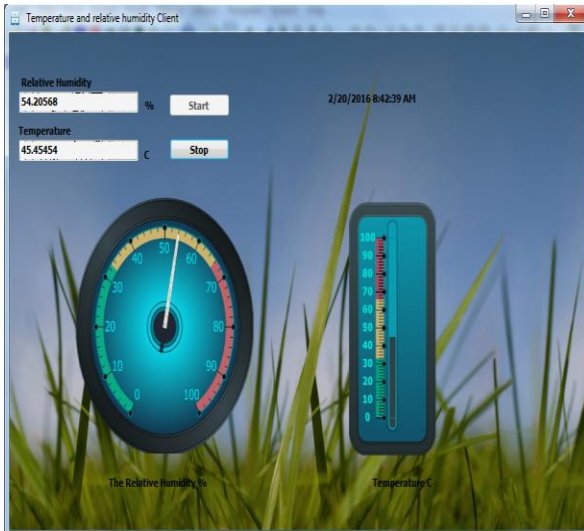 Temperature and relative humidity Client
Relative Humidity
54.20568 % Start
2/20/2016 8:42:39 AM
Temperature
45.45454 C Stop
0
10
20
30
40
50
60
70
80
90
100
100
90
80
70
60
50
40
30
20
10
0
The Relative Humidity %
Temperature C